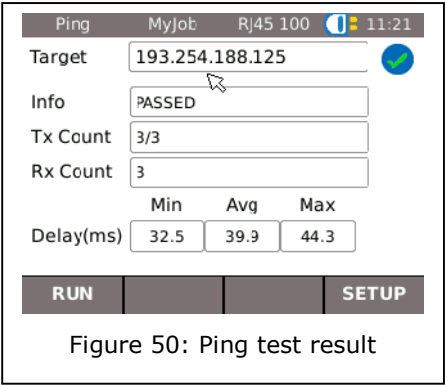 Ping MyJob RJ45 100 11:21
Target 193.254.188.125
Info PASSED
Tx Count 3/3
Rx Count 3
Min Avg Max
Delay(ms) 32.5 39.9 44.3
RUN SETUP
Figure 50: Ping test result